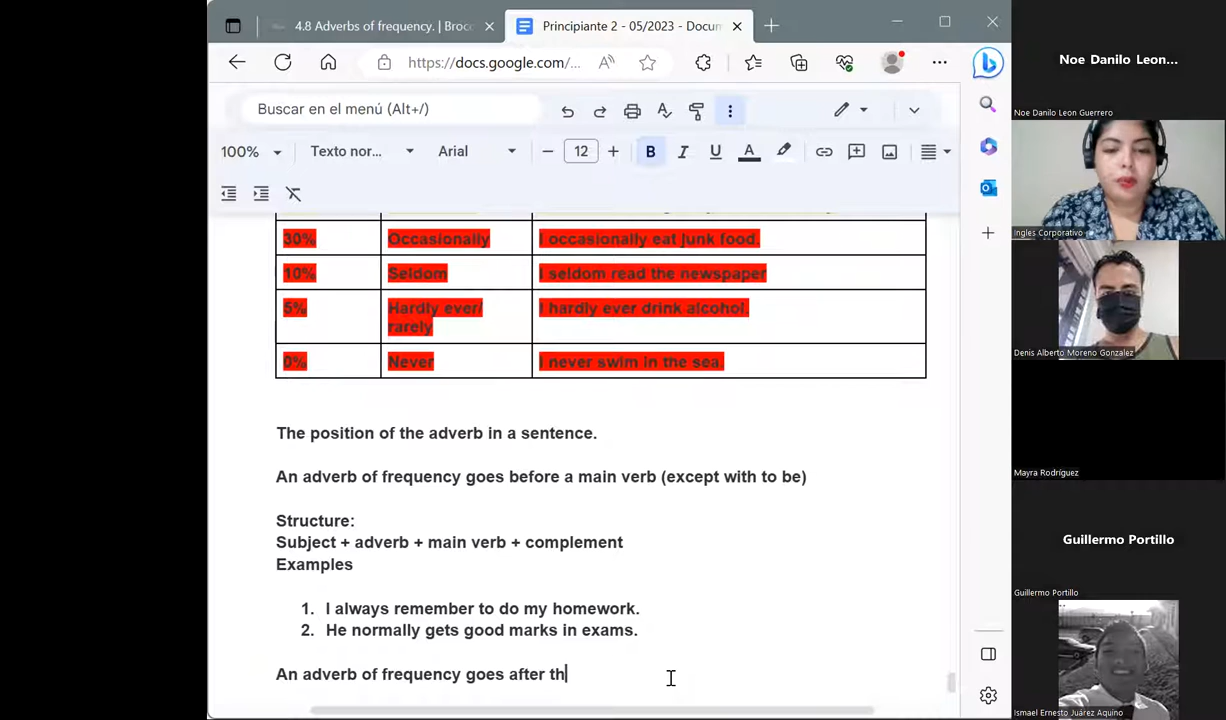 4.8 Adverbs of frequency. | Broc
Principiante 2 - 05/2023 - Docum
https://docs.google.com/...
Buscar en el menú (Alt+/)
100% Texto nor... Arial 12
30% Occasionally I occasionally eat junk food.
10% Seldom I seldom read the newspaper
5% Hardly ever/ I hardly ever drink alcohol.
rarely
0% Never I never swim in the sea.
The position of the adverb in a sentence.
An adverb of frequency goes before a main verb (except with to be)
Structure:
Subject + adverb + main verb + complement
Examples
1. I always remember to do my homework.
2. He normally gets good marks in exams.
An adverb of frequency goes after th
Noe Danilo Leon...
Noe Danilo Leon Guerrero
Ingles Corporativo
Denis Alberto Moreno Gonzalez
Mayra Rodríguez
Guillermo Portillo
Guillermo Portillo
Ismael Ernesto Juárez Aquino